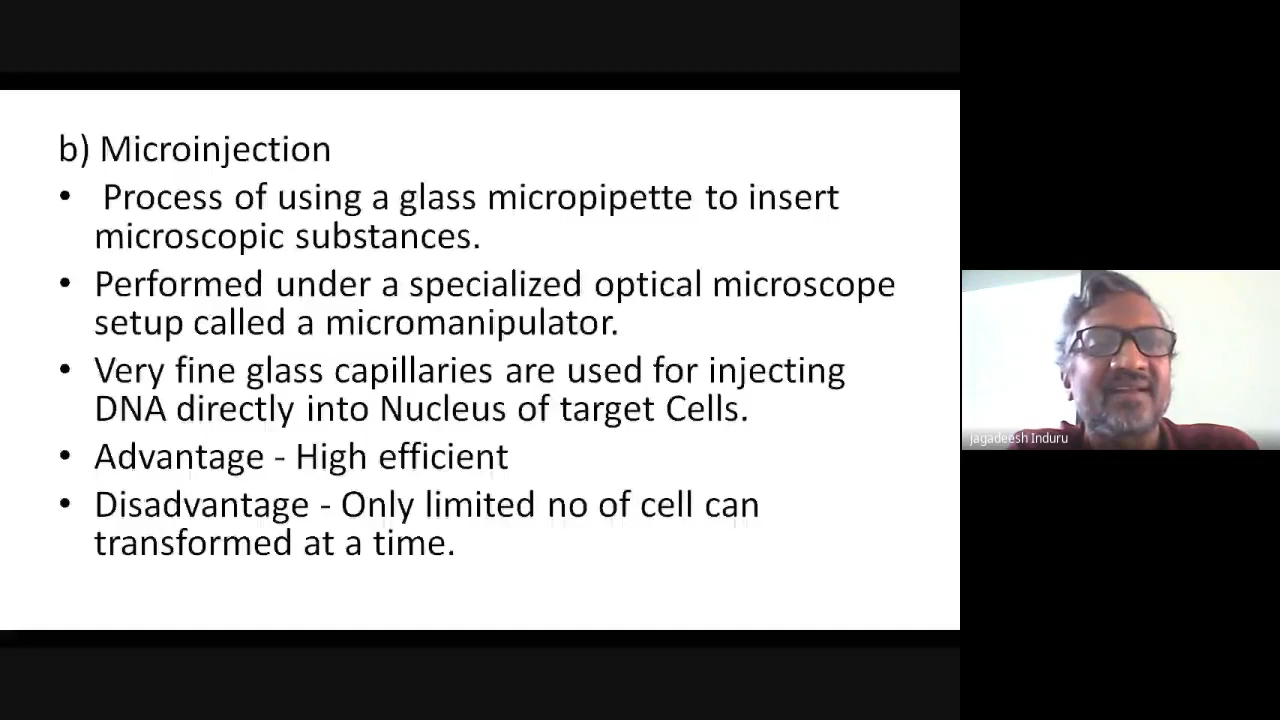 b) Microinjection
• Process of using a glass micropipette to insert
microscopic substances.
• Performed under a specialized optical microscope
setup called a micromanipulator.
• Very fine glass capillaries are used for injecting
DNA directly into Nucleus of target Cells.
• Advantage - High efficient
• Disadvantage - Only limited no of cell can
transformed at a time.
Jagadeesh Induru